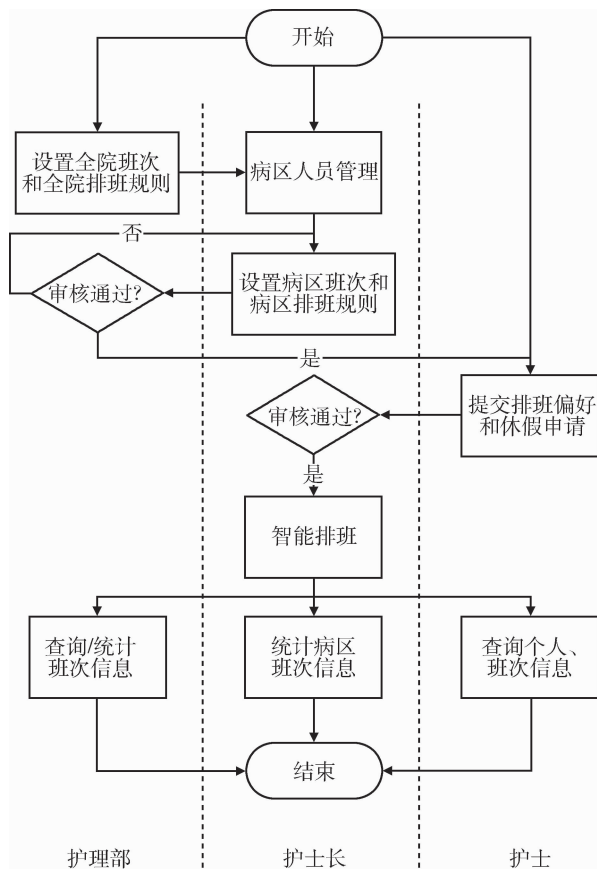 开始
设置全院班次
和全院排班规则
病区人员管理
否
审核通过?
设置病区班次和
病区排班规则
是
审核通过?
提交排班偏好
和休假申请
是
智能排班
查询/统计
班次信息
统计病区
班次信息
查询个人、
班次信息
结束
护理部
护士长
护士